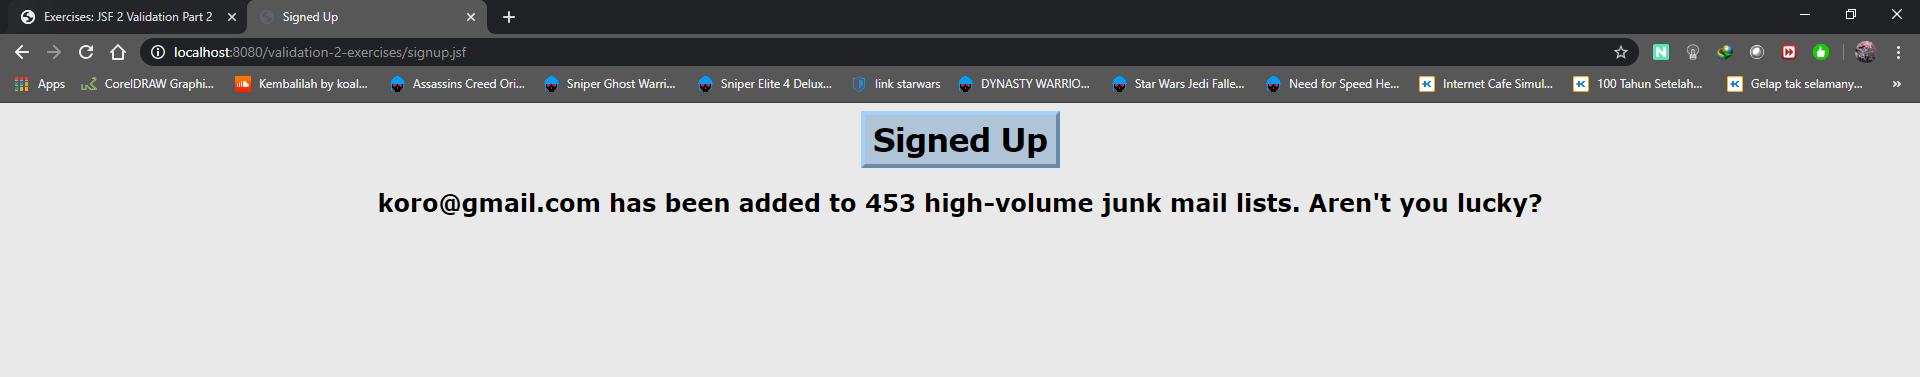 Exercises: JSF 2 Validation Part 2
Signed Up
localhost:8080/validation-2-exercises/signup.jsf
Apps CorelDRAW Graphi... Kembalilah by koal... Assassins Creed Ori... Sniper Ghost Warri... Sniper Elite 4 Delux... link starwars DYNASTY WARRIO... Star Wars Jedi Falle... Need for Speed He... Internet Cafe Simul... 100 Tahun Setelah... Gelap tak selamany... »
Signed Up
koro@gmail.com has been added to 453 high-volume junk mail lists. Aren't you lucky?